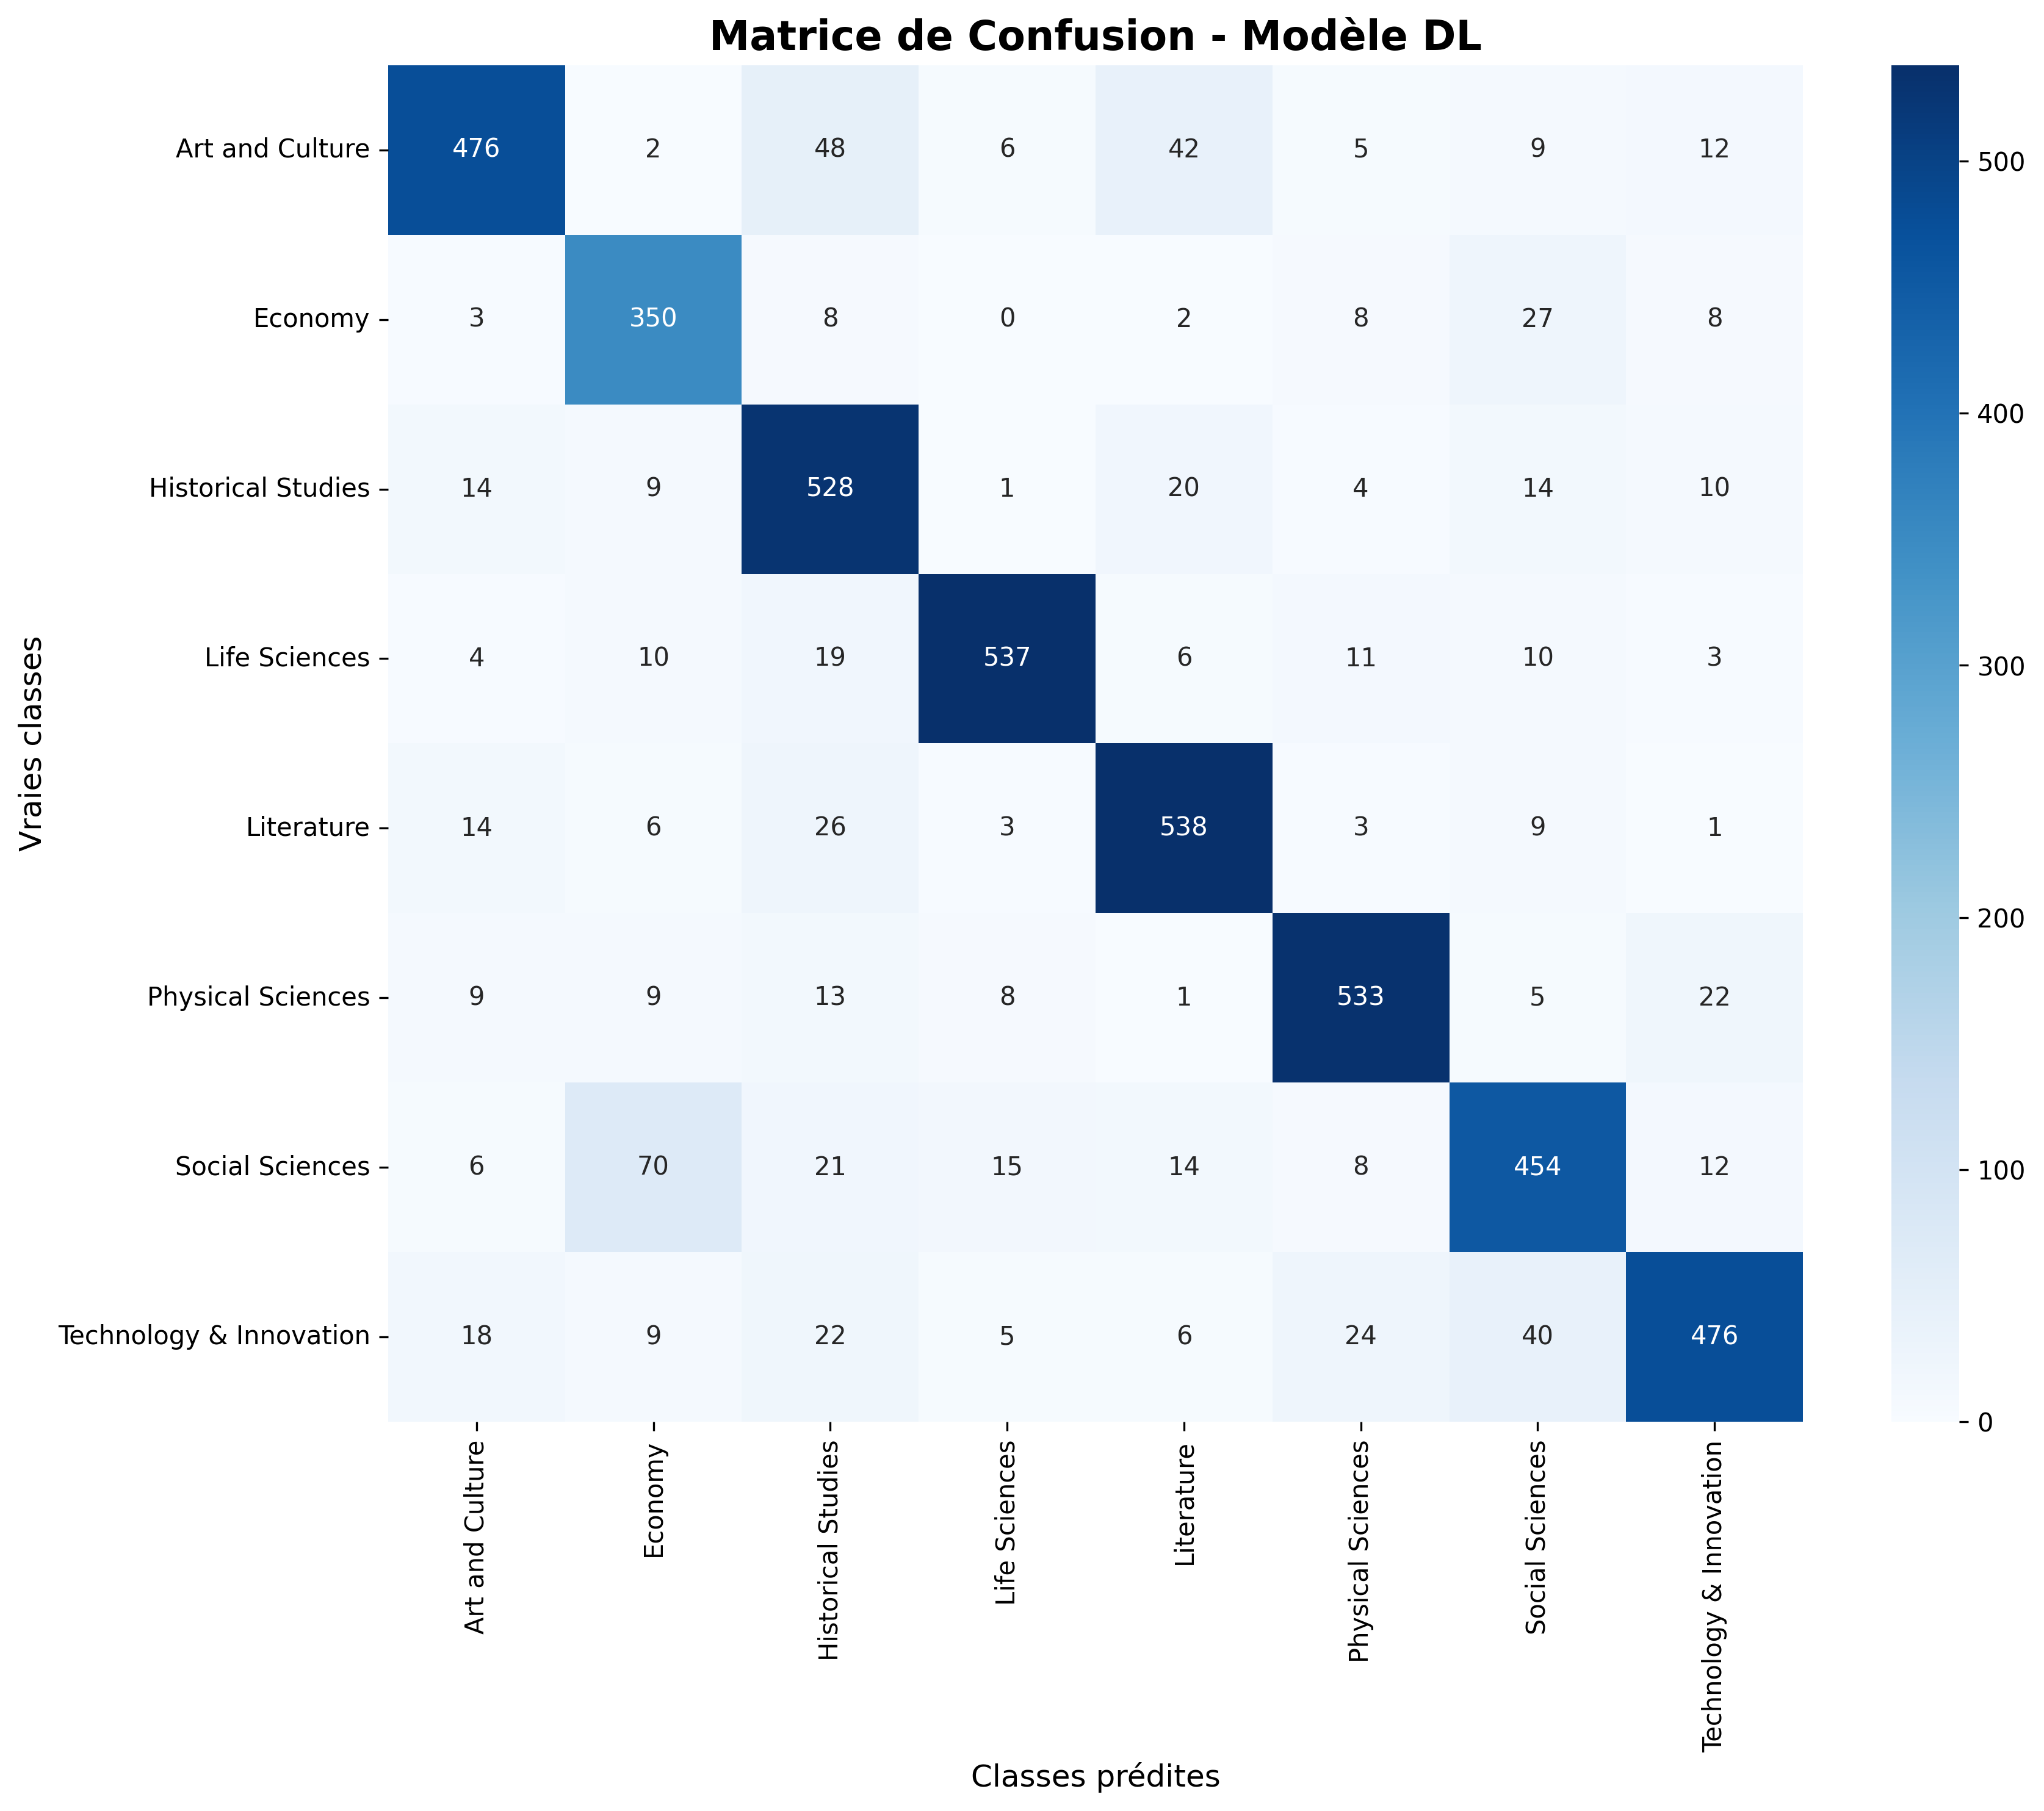 Matrice de Confusion - Modèle DL
Vraies classes
Art and Culture 476 2 48 6 42 5 9 12
Economy 3 350 8 0 2 8 27 8
Historical Studies 14 9 528 1 20 4 14 10
Life Sciences 4 10 19 537 6 11 10 3
Literature 14 6 26 3 538 3 9 1
Physical Sciences 9 9 13 8 1 533 5 22
Social Sciences 6 70 21 15 14 8 454 12
Technology & Innovation 18 9 22 5 6 24 40 476
Art and Culture
Economy
Historical Studies
Life Sciences
Literature
Physical Sciences
Social Sciences
Technology & Innovation
Classes prédites
500
400
300
200
100
0